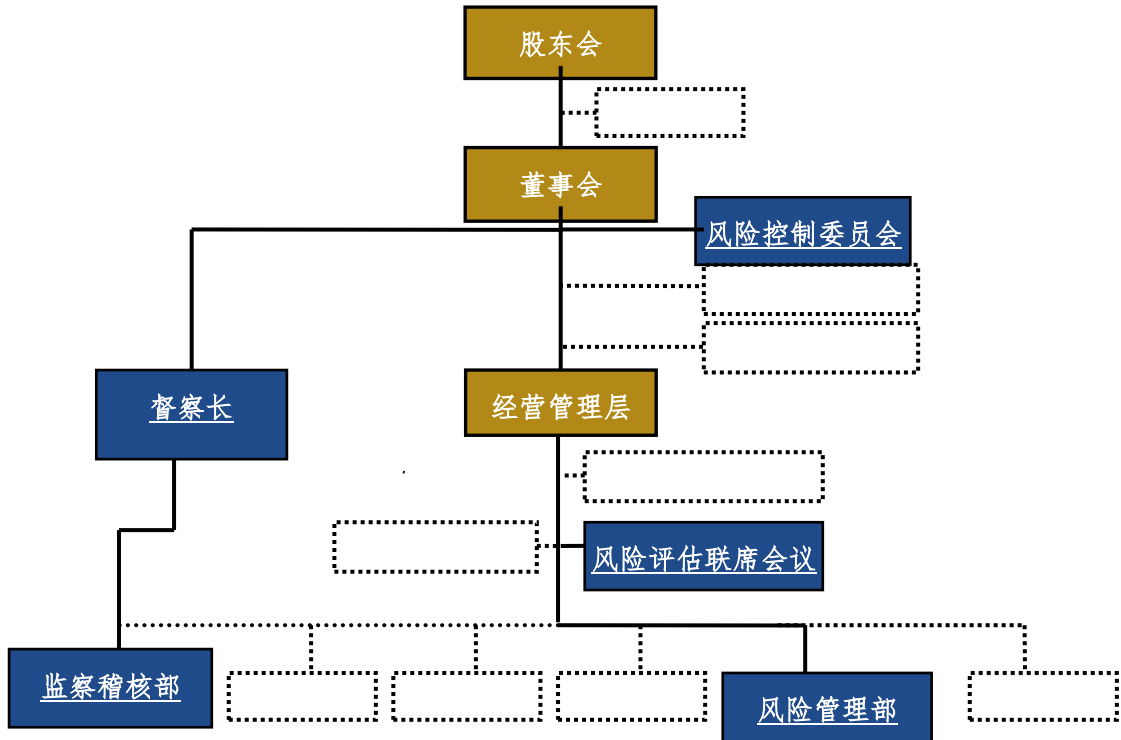 股东会
董事会
风险控制委员会
督察长
经营管理层
风险评估联席会议
监察稽核部
风险管理部